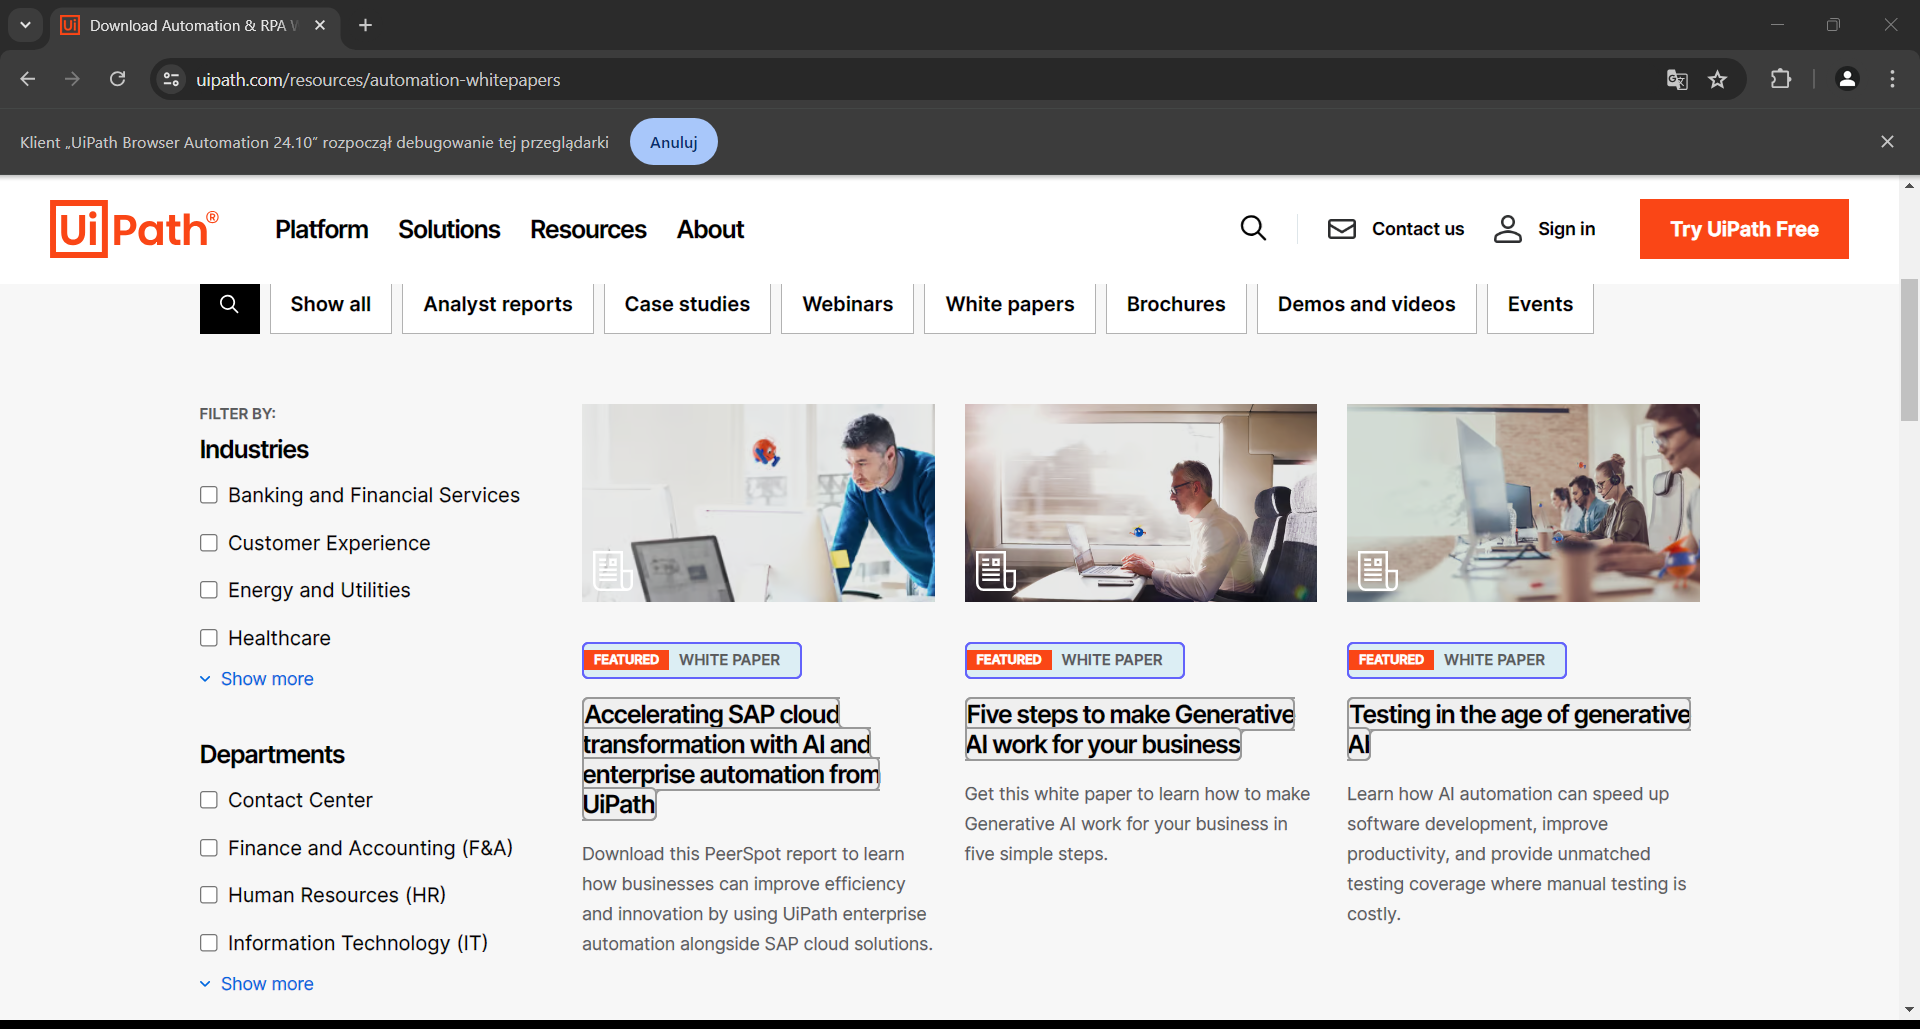 Download Automation & RPA W
uipath.com/resources/automation-whitepapers
Klient „UiPath Browser Automation 24.10” rozpoczął debugowanie tej przeglądarki
Anuluj
UiPath®
Platform
Solutions
Resources
About
Contact us
Sign in
Try UiPath Free
Show all
Analyst reports
Case studies
Webinars
White papers
Brochures
Demos and videos
Events
FILTER BY:
Industries
Banking and Financial Services
Customer Experience
Energy and Utilities
Healthcare
Show more
Departments
Contact Center
Finance and Accounting (F&A)
Human Resources (HR)
Information Technology (IT)
Show more
FEATURED WHITE PAPER
Accelerating SAP cloud
transformation with AI and
enterprise automation from
UiPath
Download this PeerSpot report to learn
how businesses can improve efficiency
and innovation by using UiPath enterprise
automation alongside SAP cloud solutions.
FEATURED WHITE PAPER
Five steps to make Generative
AI work for your business
Get this white paper to learn how to make
Generative AI work for your business in
five simple steps.
FEATURED WHITE PAPER
Testing in the age of generative
AI
Learn how AI automation can speed up
software development, improve
productivity, and provide unmatched
testing coverage where manual testing is
costly.